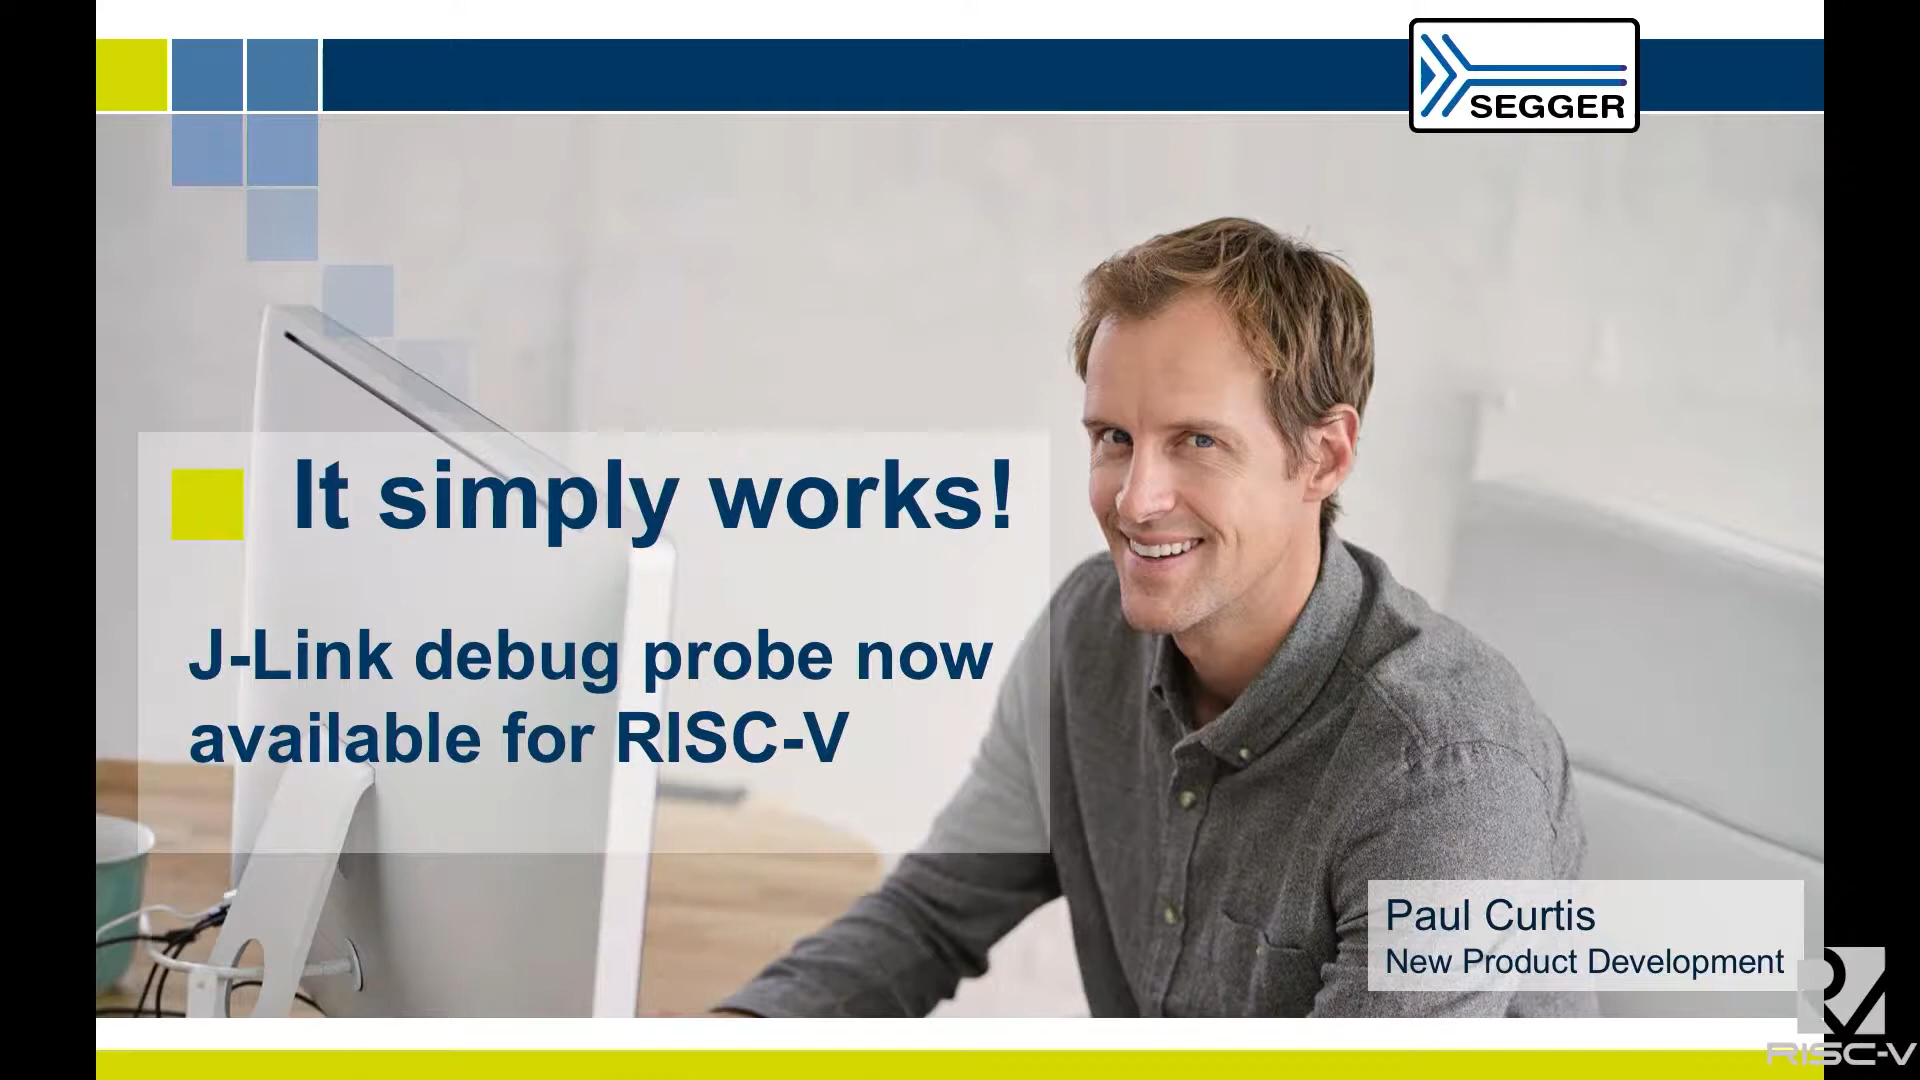 SEGGER
It simply works!
J-Link debug probe now
available for RISC-V
Paul Curtis
New Product Development
RISC-V